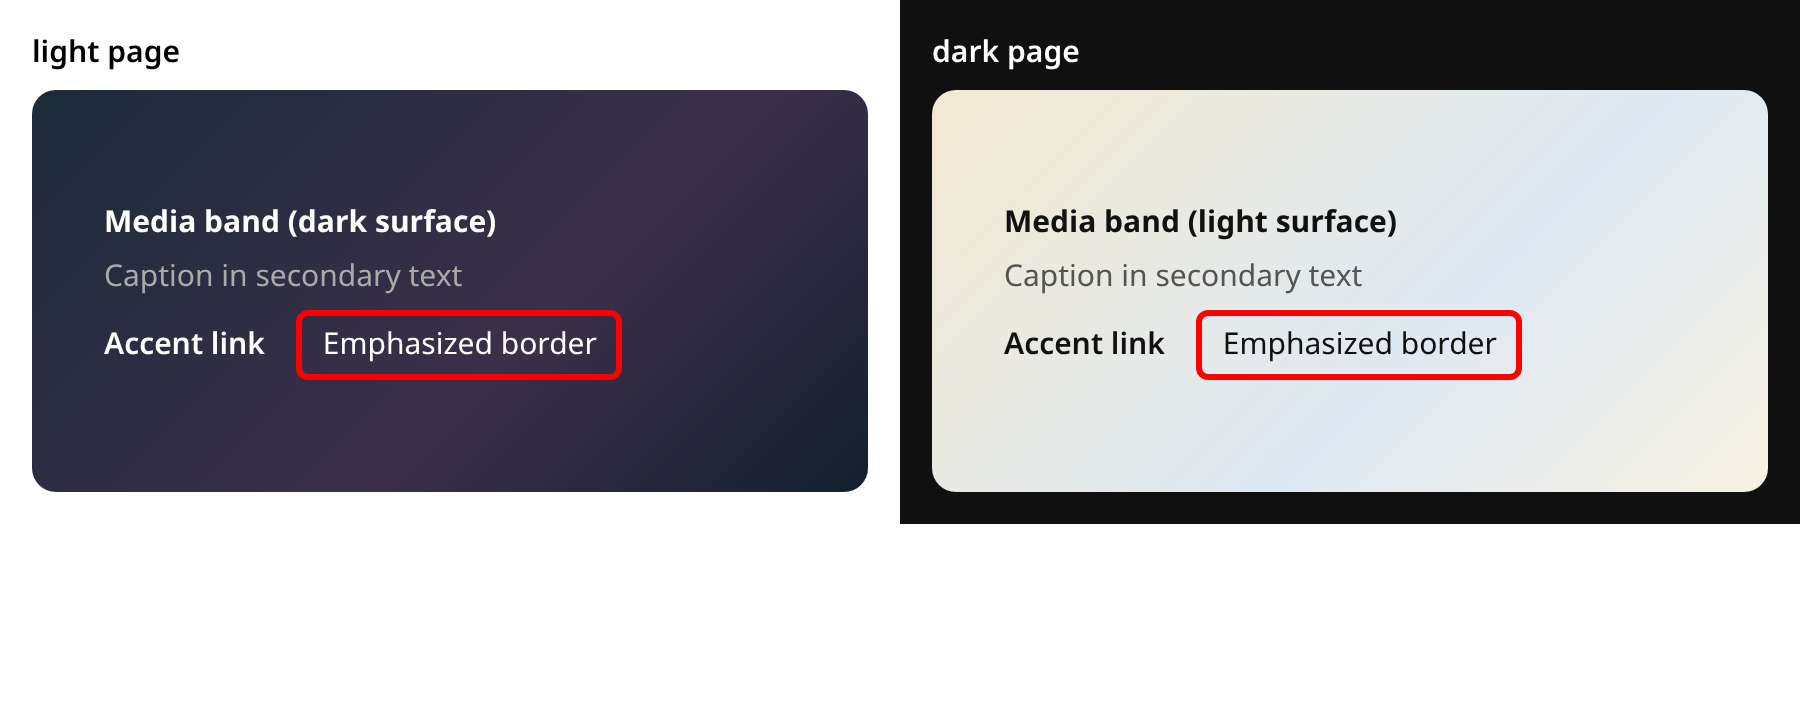 light page
Media band (dark surface)
Caption in secondary text
Accent link
Emphasized border
dark page
Media band (light surface)
Caption in secondary text
Accent link
Emphasized border